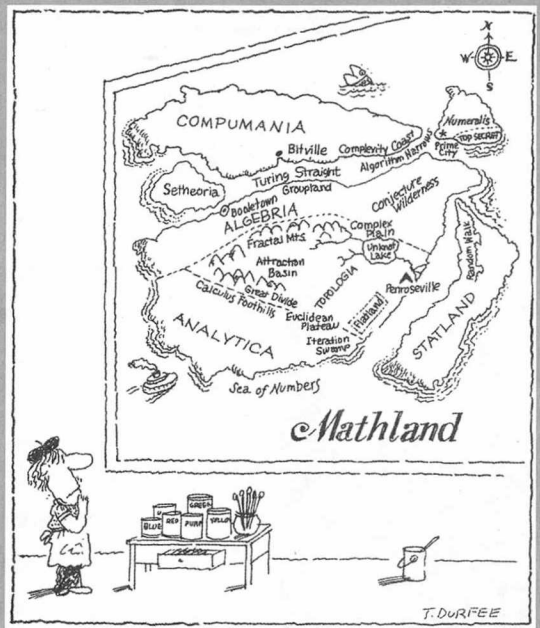 X
W
E
S
COMPUMANIA
Numeralis
TOP SECRET
Bitville
Complexity Coast
Algorithm Narrows
Prime
City
Turing Straight
Setheoria
Groupland
Conjecture
Wilderness
Booletown
ALGEBRIA
Complex
Plain
Fractal Mts.
Unknot
Lake
Random Walk
Attraction
Basin
TOPOLOGIA
Penroseville
Great Divide
Calculus Foothills
Flatland
Euclidean
Plateau
STATLAND
ANALYTICA
Iteration
Swamp
Sea of Numbers
Mathland
GREEN
BLUE
RED
PURP
YELLO
T. DURFEE